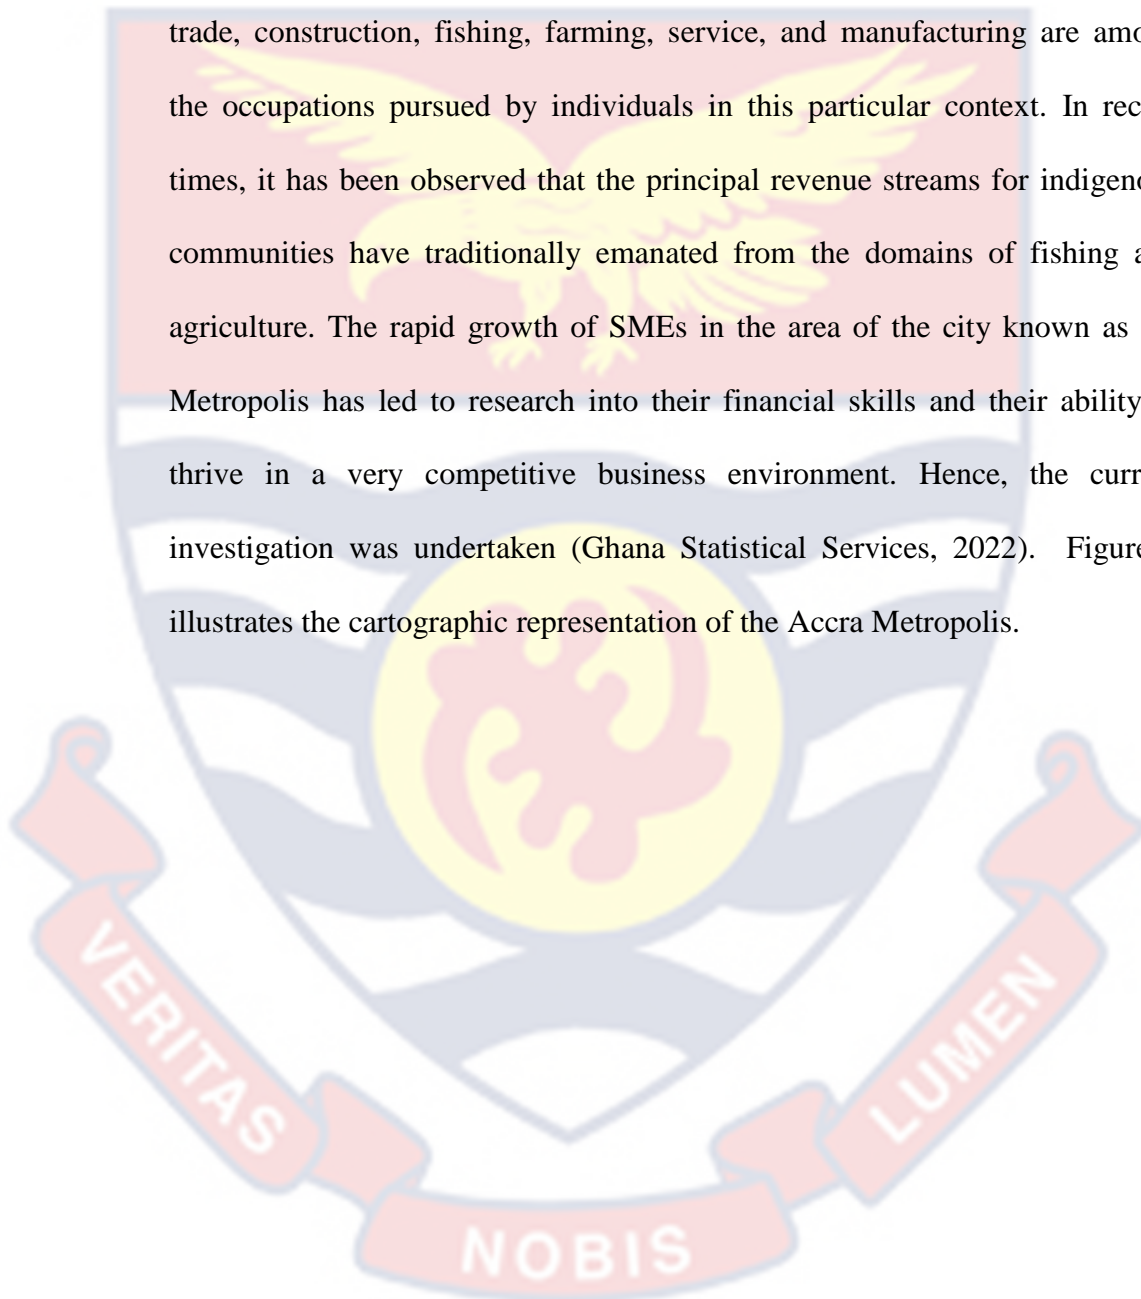 trade, construction, fishing, farming, service, and manufacturing are amo
the occupations pursued by individuals in this particular context. In rec
times, it has been observed that the principal revenue streams for indigeno
communities have traditionally emanated from the domains of fishing a
agriculture. The rapid growth of SMEs in the area of the city known as
Metropolis has led to research into their financial skills and their ability
thrive in a very competitive business environment. Hence, the curr
investigation was undertaken (Ghana Statistical Services, 2022). Figure
illustrates the cartographic representation of the Accra Metropolis.
VERITAS
NOBIS
LUMEN